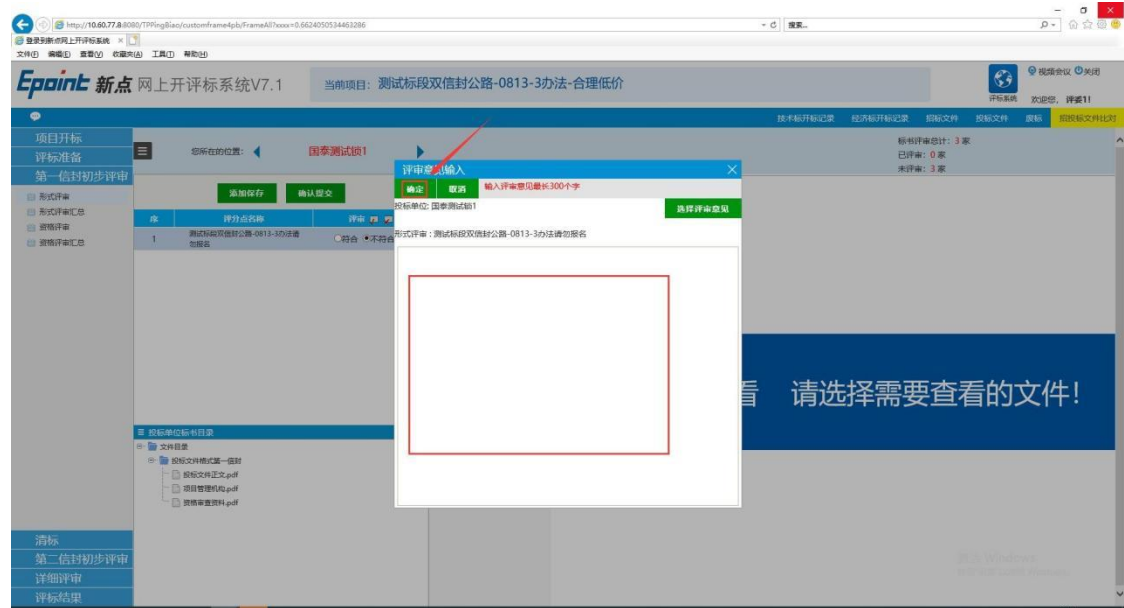 http://10.60.77.8:8080/TPPingBiao/customframe4pb/FrameAll?xxxx=0.6624050534463286
搜索...
登录到新点网上开评标系统
文件(F) 编辑(E) 查看(V) 收藏夹(A) 工具(T) 帮助(H)
Epoint 新点 网上开评标系统V7.1
当前项目：测试标段双信封公路-0813-3办法-合理低价
评标系统
视频会议 关闭
欢迎您，评委1!
技术标开标记录 经济标开标记录 招标文件 投标文件 废标 招投标文件比对
项目开标
评标准备
第一信封初步评审
形式评审
形式评审汇总
资格评审
资格评审汇总
清标
第二信封初步评审
详细评审
评标结果
您所在的位置：
国泰测试锁1
标书评审总计：3 家
已评审：0 家
未评审：3 家
添加保存 确认提交
序 评分点名称 评审
1 测试标段双信封公路-0813-3办法请勿报名 符合 不符合
评审意见输入
确定 取消 输入评审意见最长300个字
投标单位: 国泰测试锁1
选择评审意见
形式评审 : 测试标段双信封公路-0813-3办法请勿报名
看 请选择需要查看的文件!
投标单位标书目录
文件目录
投标文件格式第一信封
投标文件正文.pdf
项目管理机构.pdf
资格审查资料.pdf